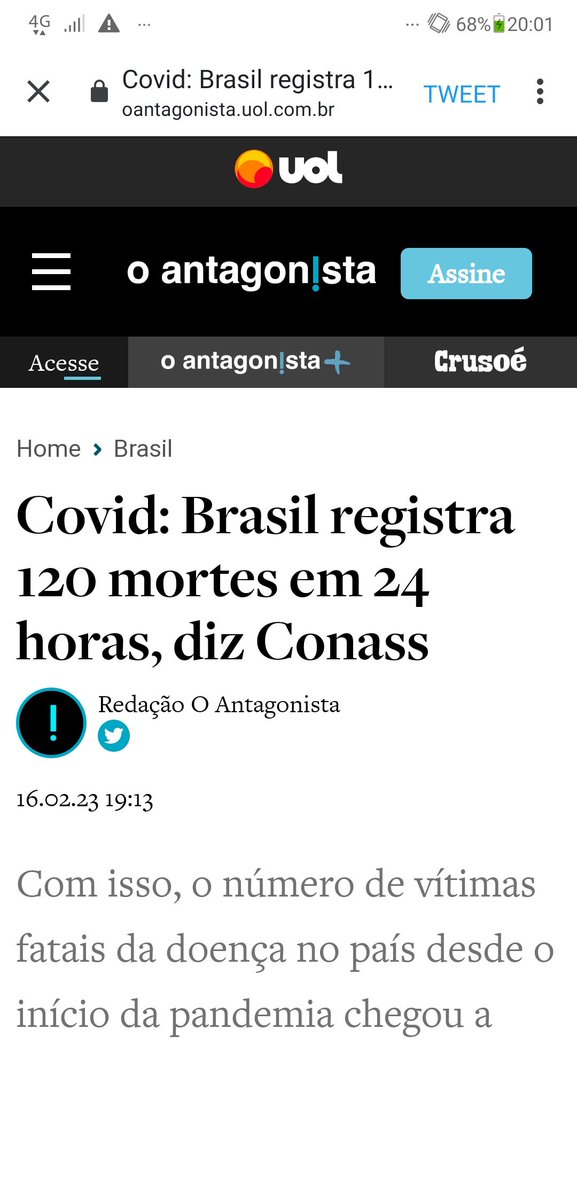 4G 68% 20:01
Covid: Brasil registra 1...
oantagonista.uol.com.br
TWEET
uol
o antagon!sta
Assine
Acesse
o antagon!sta+
Crusoé
Home > Brasil
Covid: Brasil registra
120 mortes em 24
horas, diz Conass
Redação O Antagonista
16.02.23 19:13
Com isso, o número de vítimas
fatais da doença no país desde o
início da pandemia chegou a